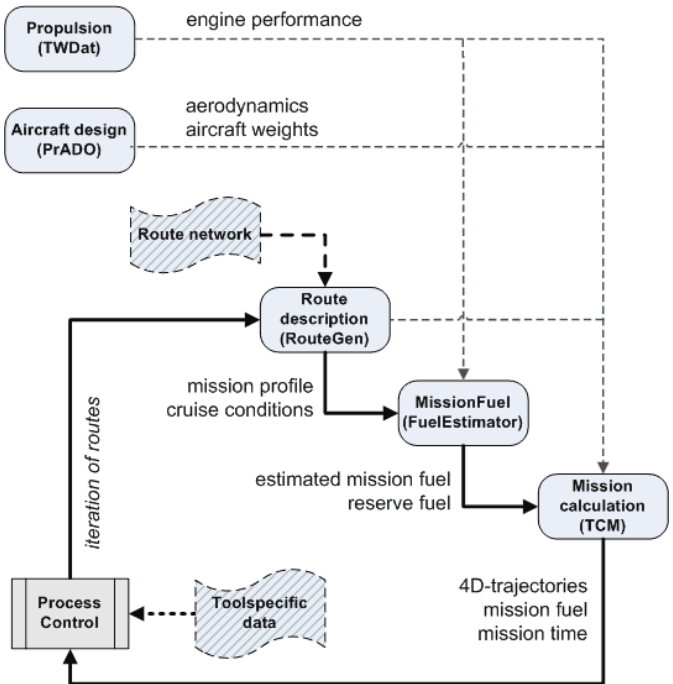 Propulsion
(TWDat)
engine performance
Aircraft design
(PrADO)
aerodynamics
aircraft weights
Route network
Route
description
(RouteGen)
mission profile
cruise conditions
MissionFuel
(FuelEstimator)
estimated mission fuel
reserve fuel
Mission
calculation
(TCM)
iteration of routes
Process
Control
Toolspecific
data
4D-trajectories
mission fuel
mission time